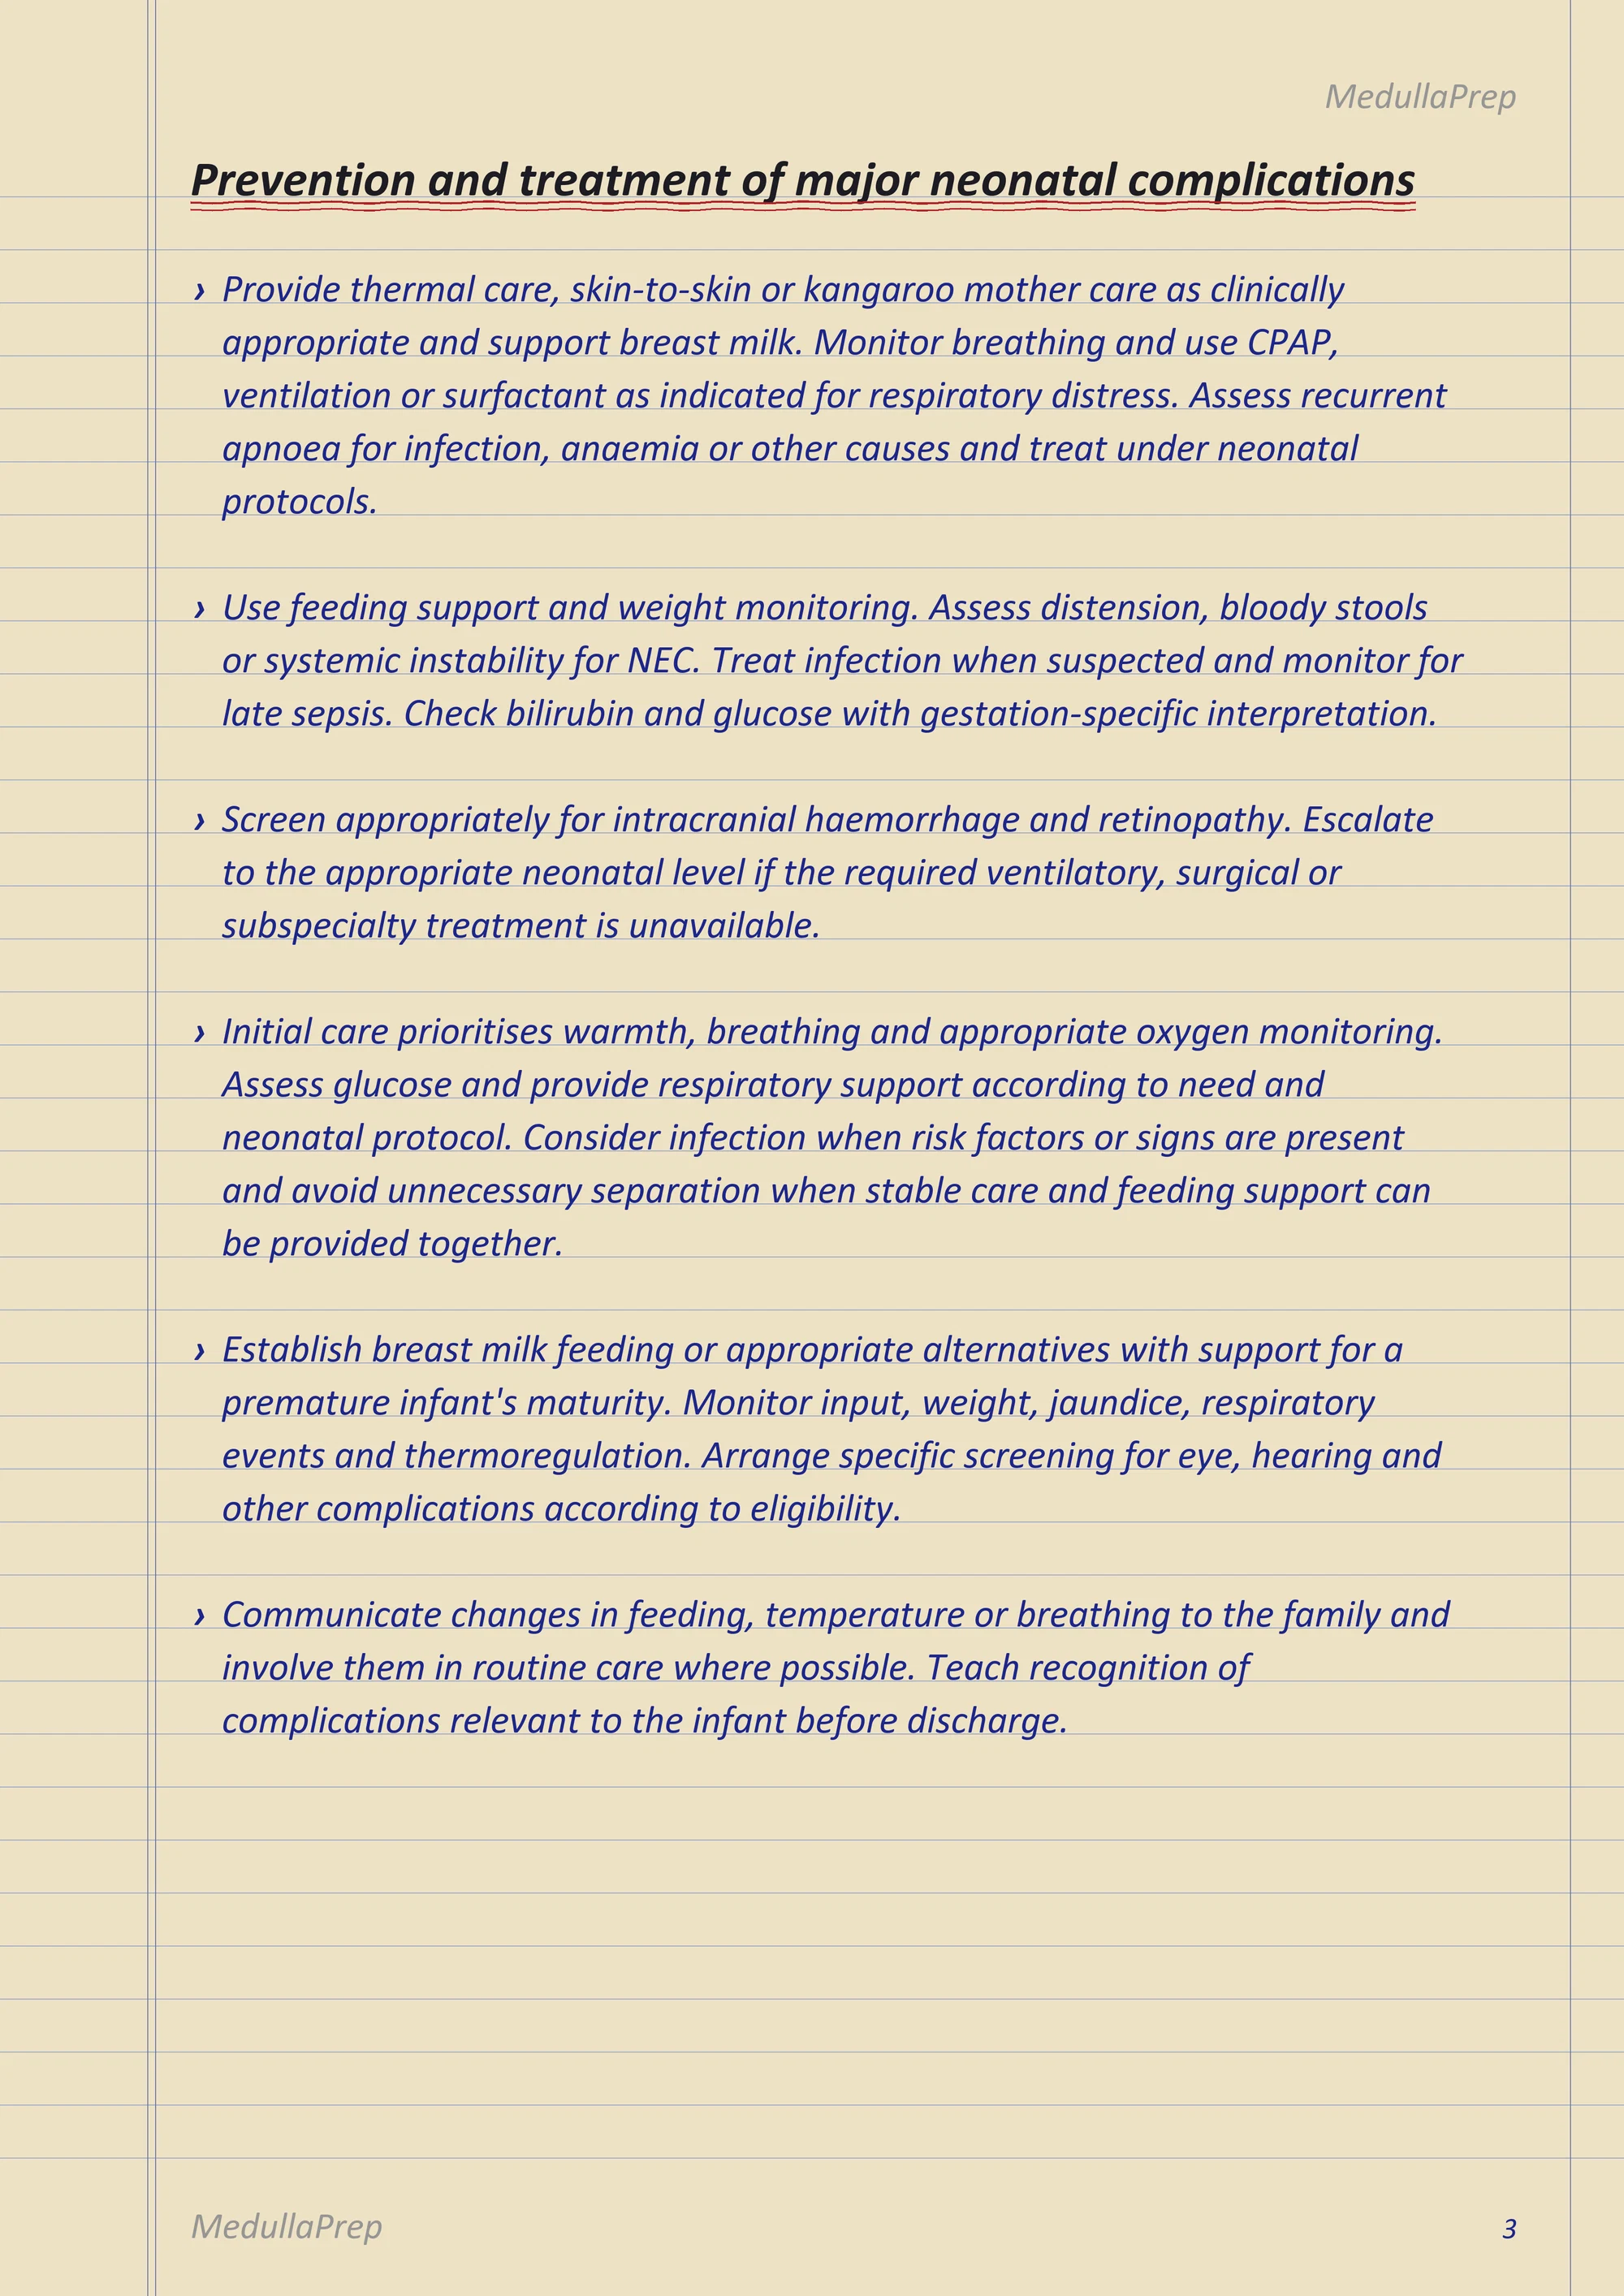 MedullaPrep
Prevention and treatment of major neonatal complications
› Provide thermal care, skin-to-skin or kangaroo mother care as clinically
appropriate and support breast milk. Monitor breathing and use CPAP,
ventilation or surfactant as indicated for respiratory distress. Assess recurrent
apnoea for infection, anaemia or other causes and treat under neonatal
protocols.
› Use feeding support and weight monitoring. Assess distension, bloody stools
or systemic instability for NEC. Treat infection when suspected and monitor for
late sepsis. Check bilirubin and glucose with gestation-specific interpretation.
› Screen appropriately for intracranial haemorrhage and retinopathy. Escalate
to the appropriate neonatal level if the required ventilatory, surgical or
subspecialty treatment is unavailable.
› Initial care prioritises warmth, breathing and appropriate oxygen monitoring.
Assess glucose and provide respiratory support according to need and
neonatal protocol. Consider infection when risk factors or signs are present
and avoid unnecessary separation when stable care and feeding support can
be provided together.
› Establish breast milk feeding or appropriate alternatives with support for a
premature infant's maturity. Monitor input, weight, jaundice, respiratory
events and thermoregulation. Arrange specific screening for eye, hearing and
other complications according to eligibility.
› Communicate changes in feeding, temperature or breathing to the family and
involve them in routine care where possible. Teach recognition of
complications relevant to the infant before discharge.
MedullaPrep
3